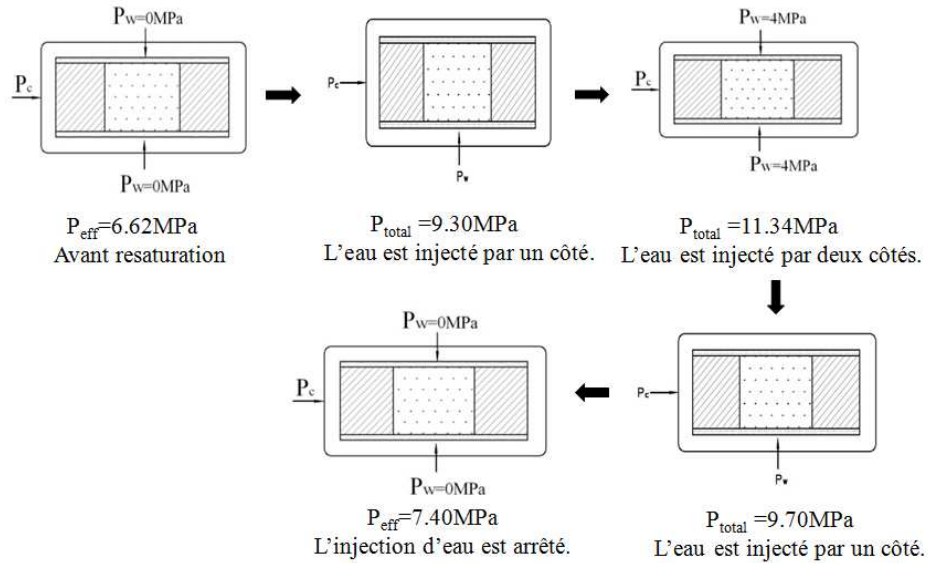 Pw=0MPa
Pc
Pw=0MPa
Peff=6.62MPa
Avant resaturation
Pc
Pw
Ptotal =9.30MPa
L'eau est injecté par un côté.
Pw=4MPa
Pc
Pw=4MPa
Ptotal =11.34MPa
L'eau est injecté par deux côtés.
Pc
Pw
Ptotal =9.70MPa
L'eau est injecté par un côté.
Pw=0MPa
Pc
Pw=0MPa
Peff=7.40MPa
L'injection d'eau est arrêté.